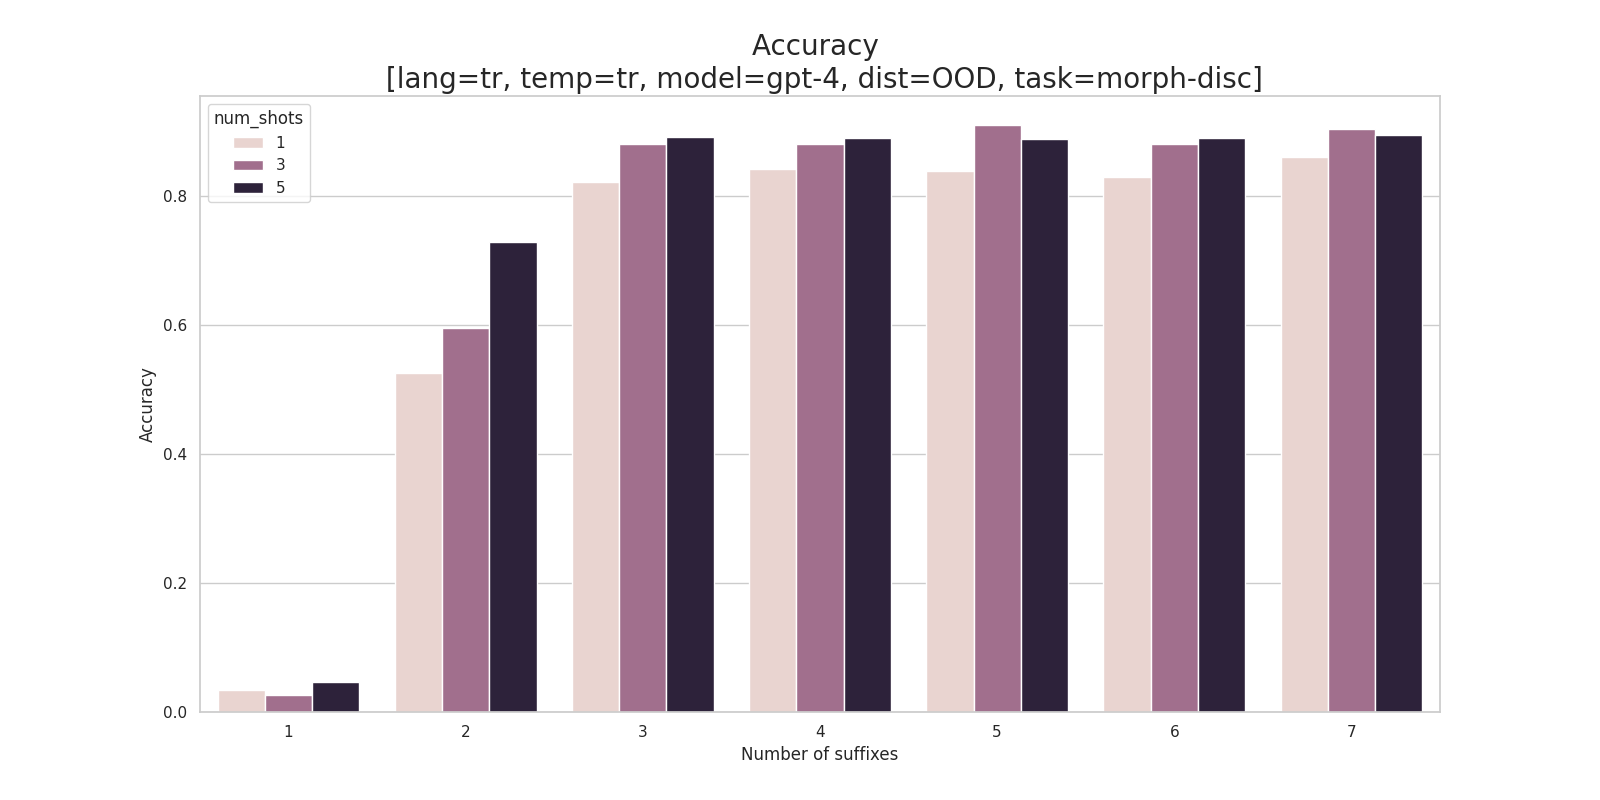 Accuracy
[lang=tr, temp=tr, model=gpt-4, dist=OOD, task=morph-disc]
num_shots
1
3
5
Accuracy
0.8
0.6
0.4
0.2
0.0
1 2 3 4 5 6 7
Number of suffixes